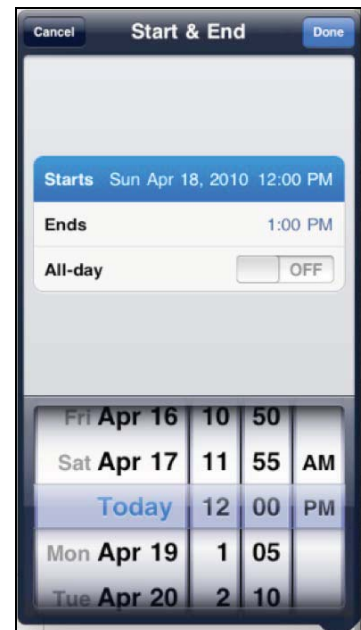 Cancel Start & End Done
Starts Sun Apr 18, 2010 12:00 PM
Ends 1:00 PM
All-day OFF
Fri Apr 16 10 50
Sat Apr 17 11 55 AM
Today 12 00 PM
Mon Apr 19 1 05
Tue Apr 20 2 10